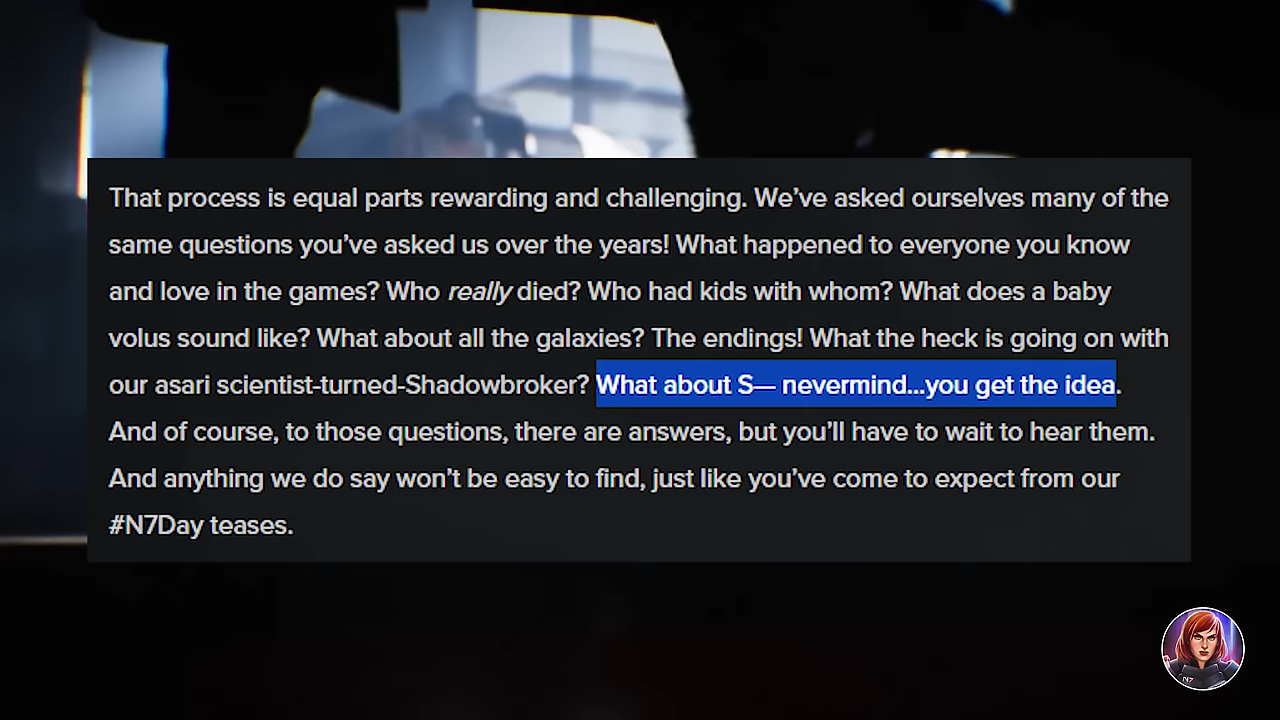 That process is equal parts rewarding and challenging. We’ve asked ourselves many of the
same questions you’ve asked us over the years! What happened to everyone you know
and love in the games? Who really died? Who had kids with whom? What does a baby
volus sound like? What about all the galaxies? The endings! What the heck is going on with
our asari scientist-turned-Shadowbroker? What about S— nevermind...you get the idea.
And of course, to those questions, there are answers, but you’ll have to wait to hear them.
And anything we do say won’t be easy to find, just like you’ve come to expect from our
#N7Day teases.
N7